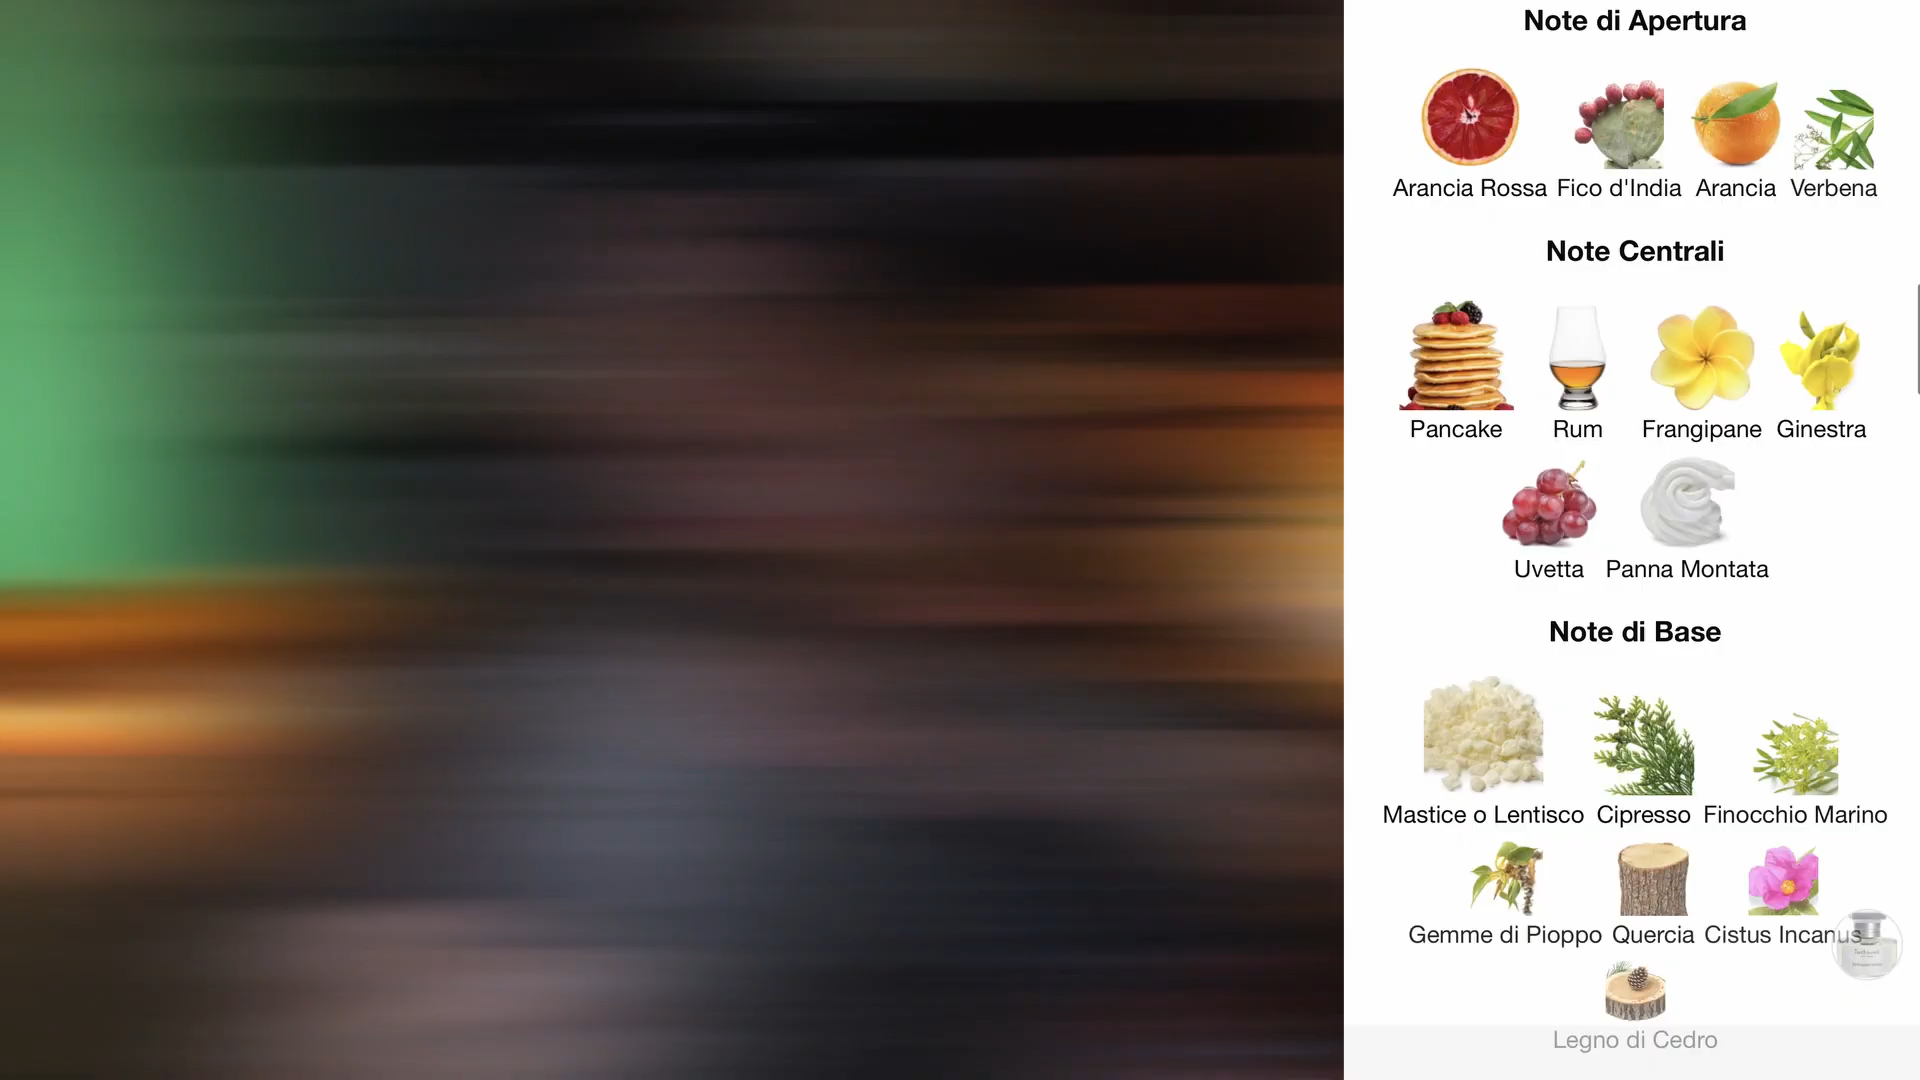 Note di Apertura
Arancia Rossa Fico d'India Arancia Verbena
Note Centrali
Pancake Rum Frangipane Ginestra
Uvetta Panna Montata
Note di Base
Mastice o Lentisco Cipresso Finocchio Marino
Gemme di Pioppo Quercia Cistus Incanus
Legno di Cedro